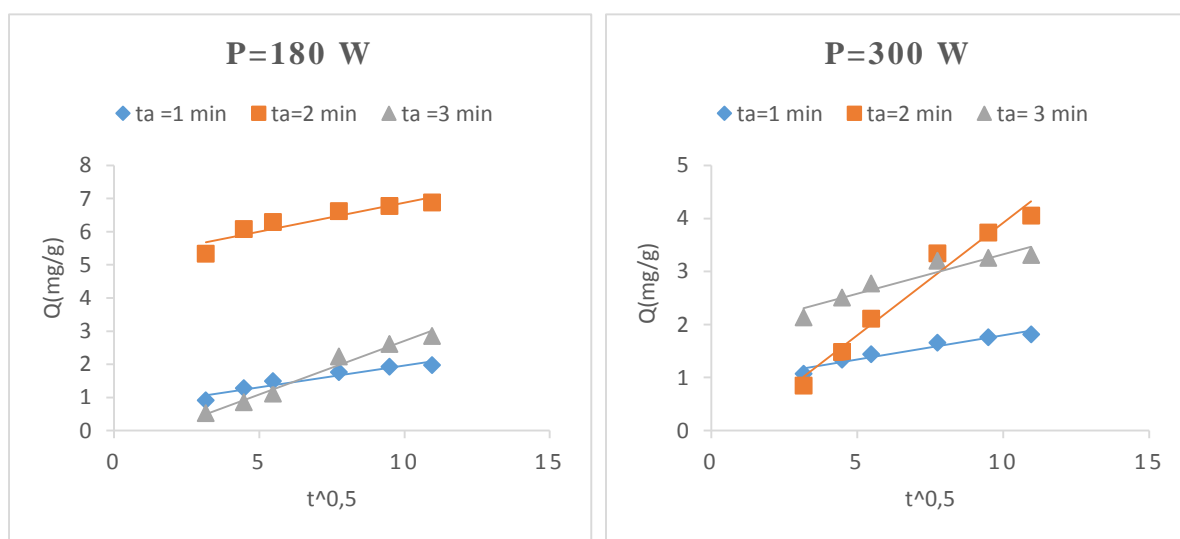 P=180 W
ta =1 min ta=2 min ta =3 min
8
7
6
5
4
3
2
1
0
Q(mg/g)
0 5 10 15
t^0,5
P=300 W
ta=1 min ta=2 min ta= 3 min
5
4
3
2
1
0
Q(mg/g)
0 5 10 15
t^0,5